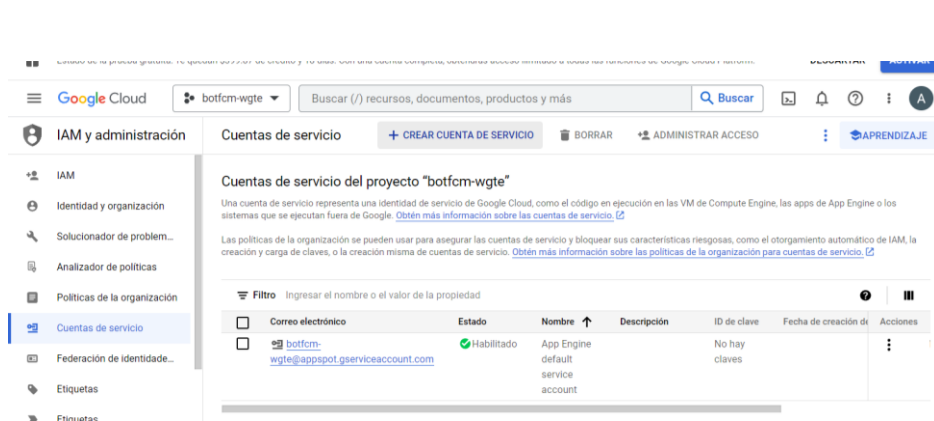 Google Cloud
botfcm-wgte
Buscar (/) recursos, documentos, productos y más
Buscar
A
IAM y administración
Cuentas de servicio
+ CREAR CUENTA DE SERVICIO
BORRAR
ADMINISTRAR ACCESO
APRENDIZAJE
IAM
Identidad y organización
Solucionador de problem...
Analizador de políticas
Políticas de la organización
Cuentas de servicio
Federación de identidade...
Etiquetas
Etiquetas
Cuentas de servicio del proyecto "botfcm-wgte"
Una cuenta de servicio representa una identidad de servicio de Google Cloud, como el código en ejecución en las VM de Compute Engine, las apps de App Engine o los
sistemas que se ejecutan fuera de Google. Obtén más información sobre las cuentas de servicio.
Las políticas de la organización se pueden usar para asegurar las cuentas de servicio y bloquear sus características riesgosas, como el otorgamiento automático de IAM, la
creación y carga de claves, o la creación misma de cuentas de servicio. Obtén más información sobre las políticas de la organización para cuentas de servicio.
Filtro Ingresar el nombre o el valor de la propiedad
Correo electrónico Estado Nombre Descripción ID de clave Fecha de creación de Acciones
botfcm-
wgte@appspot.gserviceaccount.com
Habilitado
App Engine
default
service
account
No hay
claves